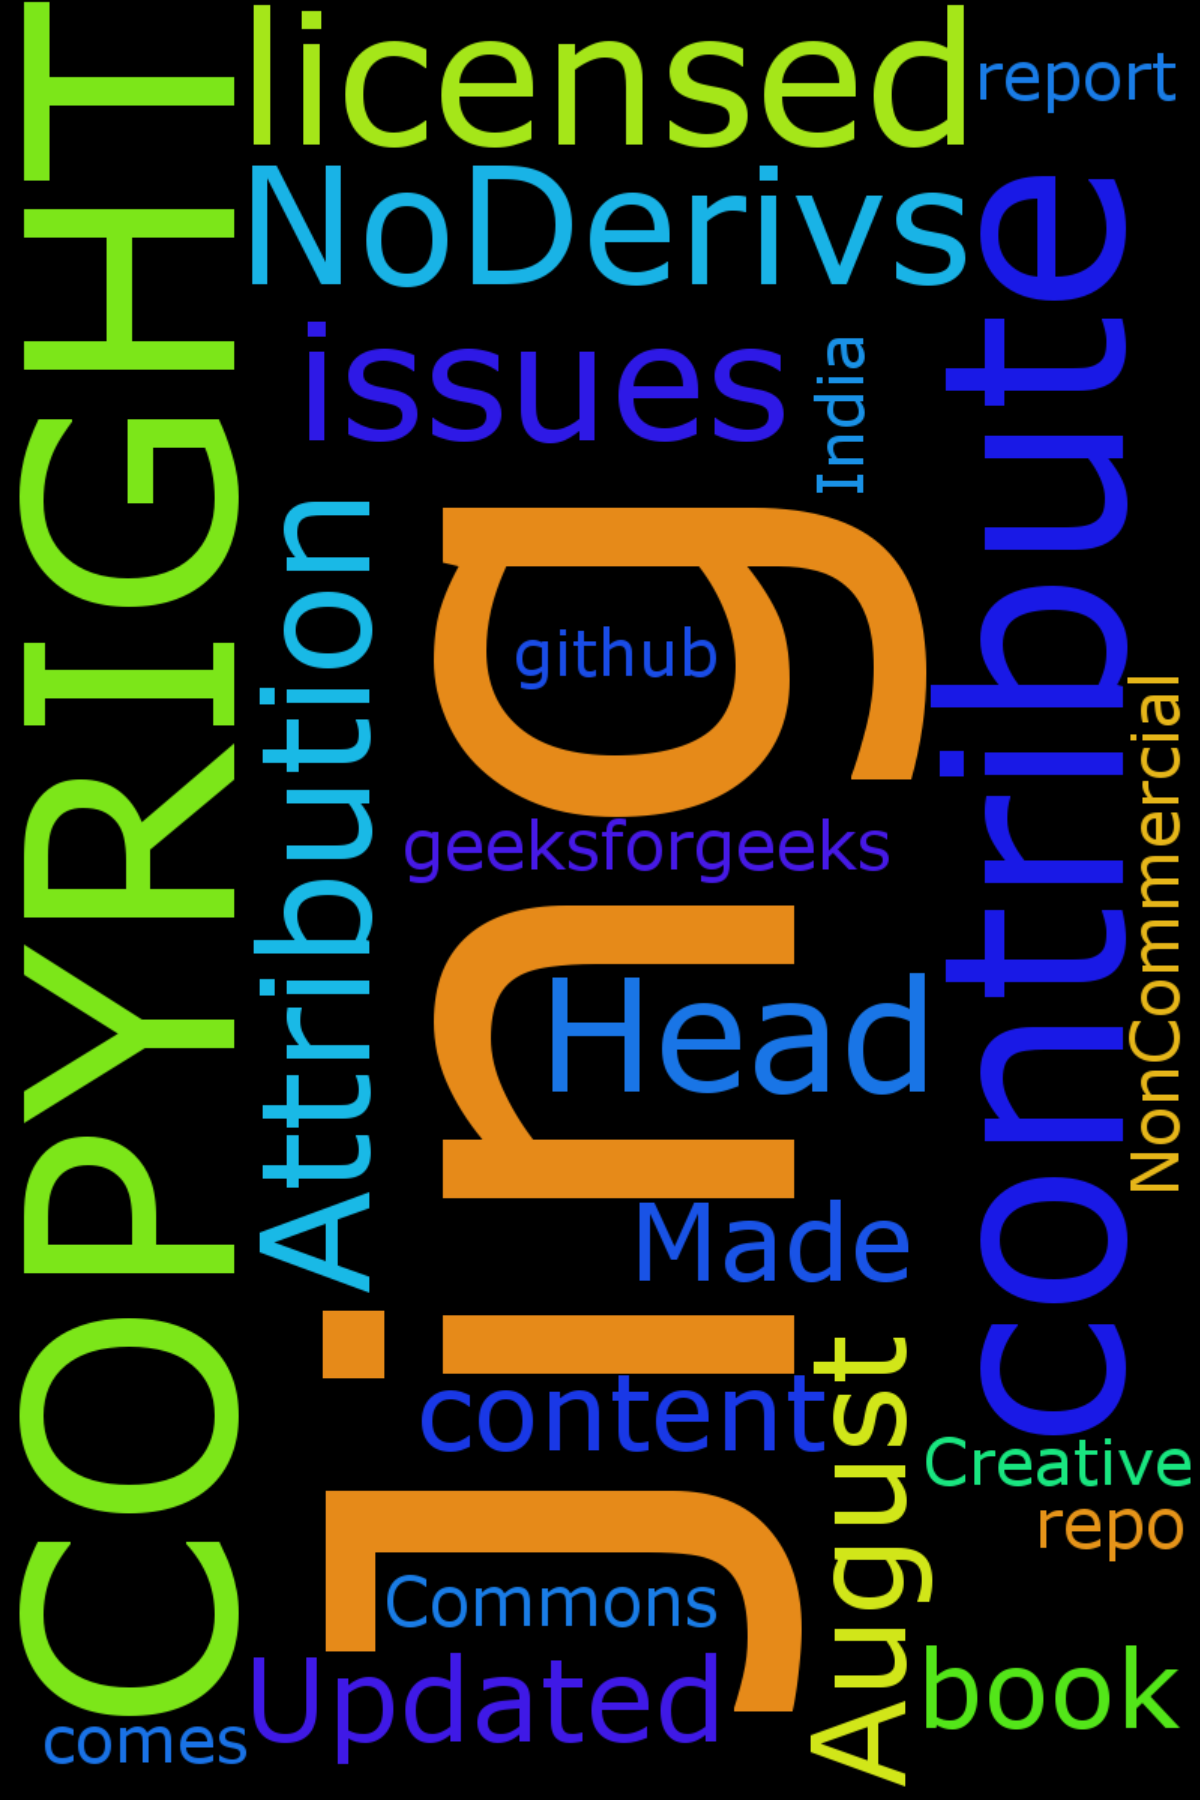 COPYRIGHT
licensed
report
NoDerivs
contribute
issues
India
Attribution
Jing
github
NonCommercial
geeksforgeeks
Head
Made
August
content
Creative
repo
Commons
Updated
book
comes